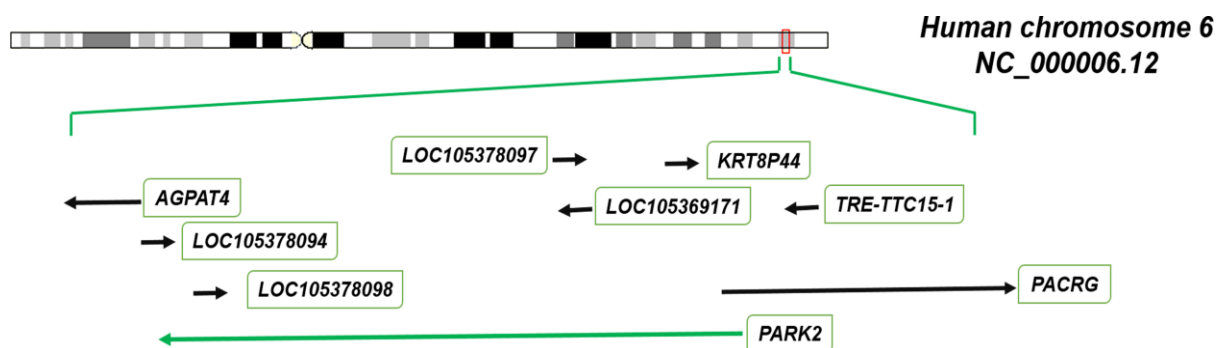 Human chromosome 6
NC_000006.12
LOC105378097
KRT8P44
AGPAT4
LOC105369171
TRE-TTC15-1
LOC105378094
LOC105378098
PACRG
PARK2